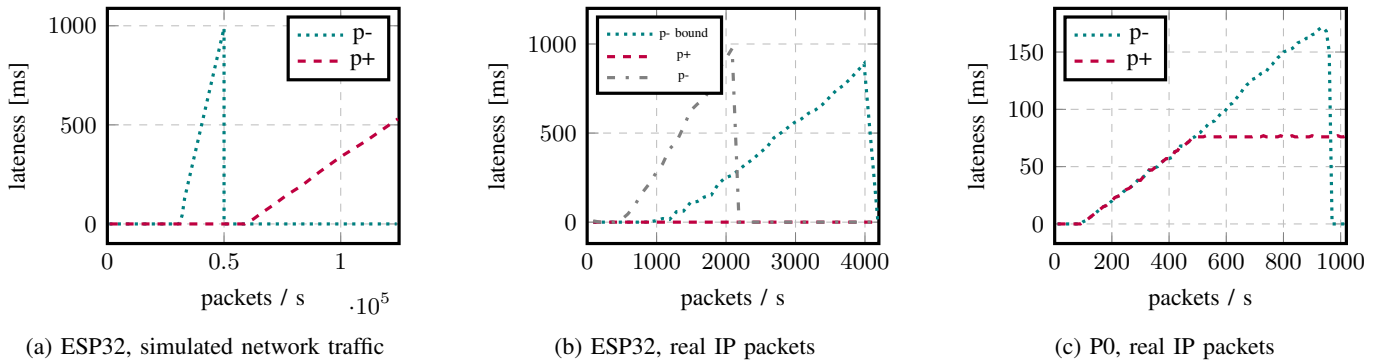 1000
500
0
lateness [ms]
p-
p+
0
0.5
1
·10⁵
packets / s
(a) ESP32, simulated network traffic
1000
500
0
lateness [ms]
p- bound
p+
p-
0
1000
2000
3000
4000
packets / s
(b) ESP32, real IP packets
150
100
50
0
lateness [ms]
p-
p+
0
200
400
600
800
1000
packets / s
(c) P0, real IP packets